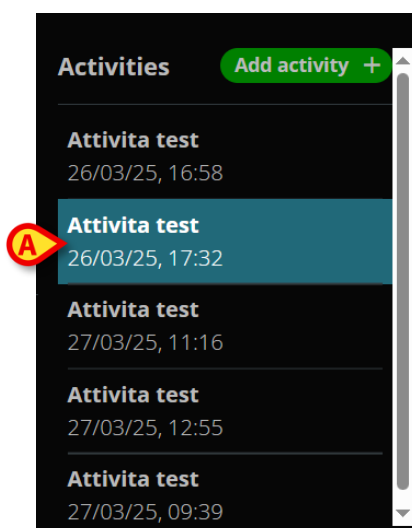 Activities
Add activity +
Attivita test
26/03/25, 16:58
A
Attivita test
26/03/25, 17:32
Attivita test
27/03/25, 11:16
Attivita test
27/03/25, 12:55
Attivita test
27/03/25, 09:39